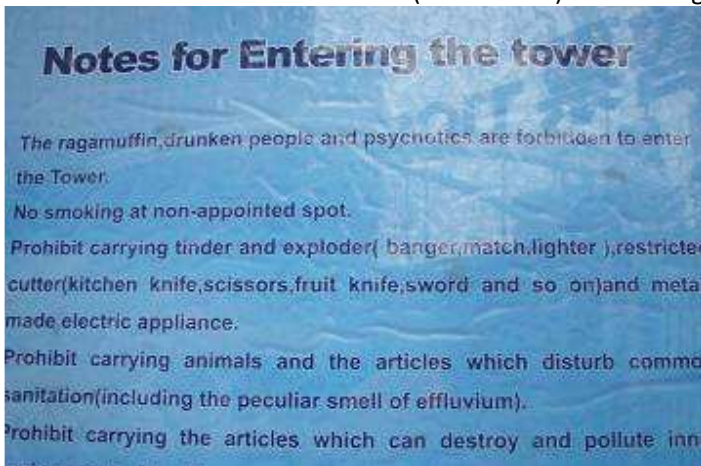 Notes for Entering the tower
The ragamuffin,drunken people and psychotics are forbidden to enter
the Tower.
No smoking at non-appointed spot.
Prohibit carrying tinder and exploder( banger,match,lighter ),restricte
cutter(kitchen knife,scissors,fruit knife,sword and so on)and meta
made electric appliance.
Prohibit carrying animals and the articles which disturb commo
sanitation(including the peculiar smell of effluvium).
Prohibit carrying the articles which can destroy and pollute inn